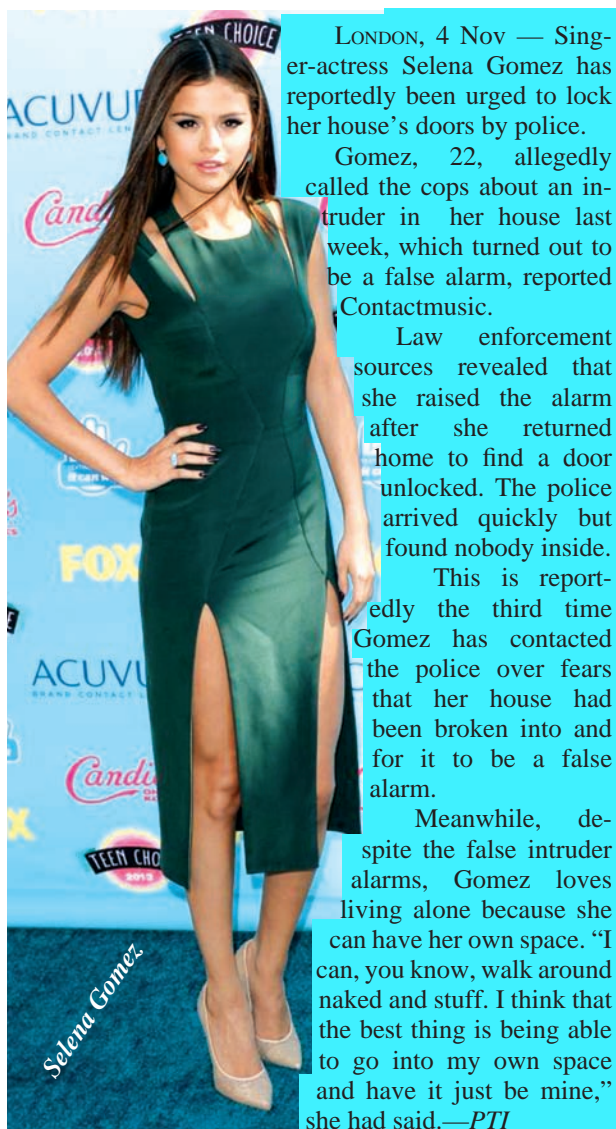 TEEN CHOICE
ACUVUE
BRAND CONTACT LEN
Candi
FOX
ACUVU
BRAND CONTACT LENS
Candi
X
TEEN CHO
2013
Selena Gomez
LONDON, 4 Nov — Sing-
er-actress Selena Gomez has
reportedly been urged to lock
her house’s doors by police.
Gomez, 22, allegedly
called the cops about an in-
truder in her house last
week, which turned out to
be a false alarm, reported
Contactmusic.
Law enforcement
sources revealed that
she raised the alarm
after she returned
home to find a door
unlocked. The police
arrived quickly but
found nobody inside.
This is report-
edly the third time
Gomez has contacted
the police over fears
that her house had
been broken into and
for it to be a false
alarm.
Meanwhile, de-
spite the false intruder
alarms, Gomez loves
living alone because she
can have her own space. “I
can, you know, walk around
naked and stuff. I think that
the best thing is being able
to go into my own space
and have it just be mine,”
she had said.—PTI